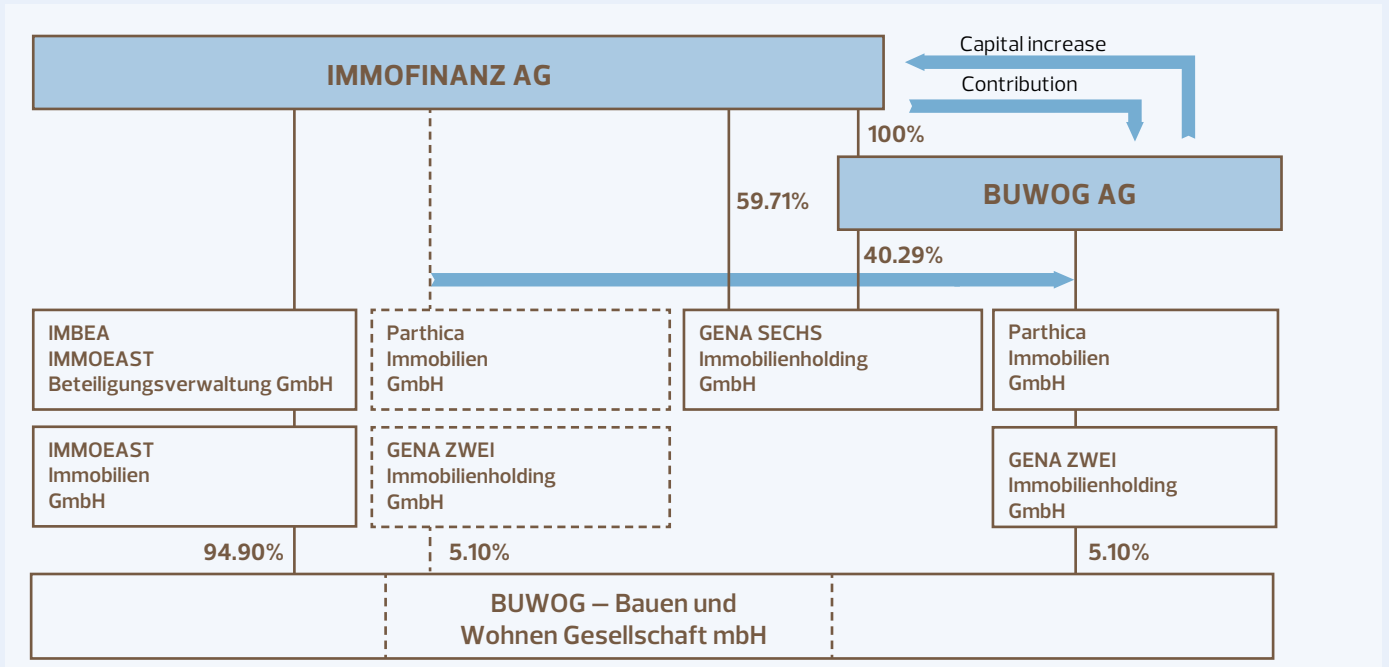 Capital increase
IMMOFINANZ AG
Contribution
100%
BUWOG AG
59.71%
40.29%
IMBEA
IMMOEAST
Beteiligungsverwaltung GmbH
Parthica
Immobilien
GmbH
GENA SECHS
Immobilienholding
GmbH
Parthica
Immobilien
GmbH
IMMOEAST
Immobilien
GmbH
GENA ZWEI
Immobilienholding
GmbH
GENA ZWEI
Immobilienholding
GmbH
94.90%
5.10%
5.10%
BUWOG – Bauen und
Wohnen Gesellschaft mbH